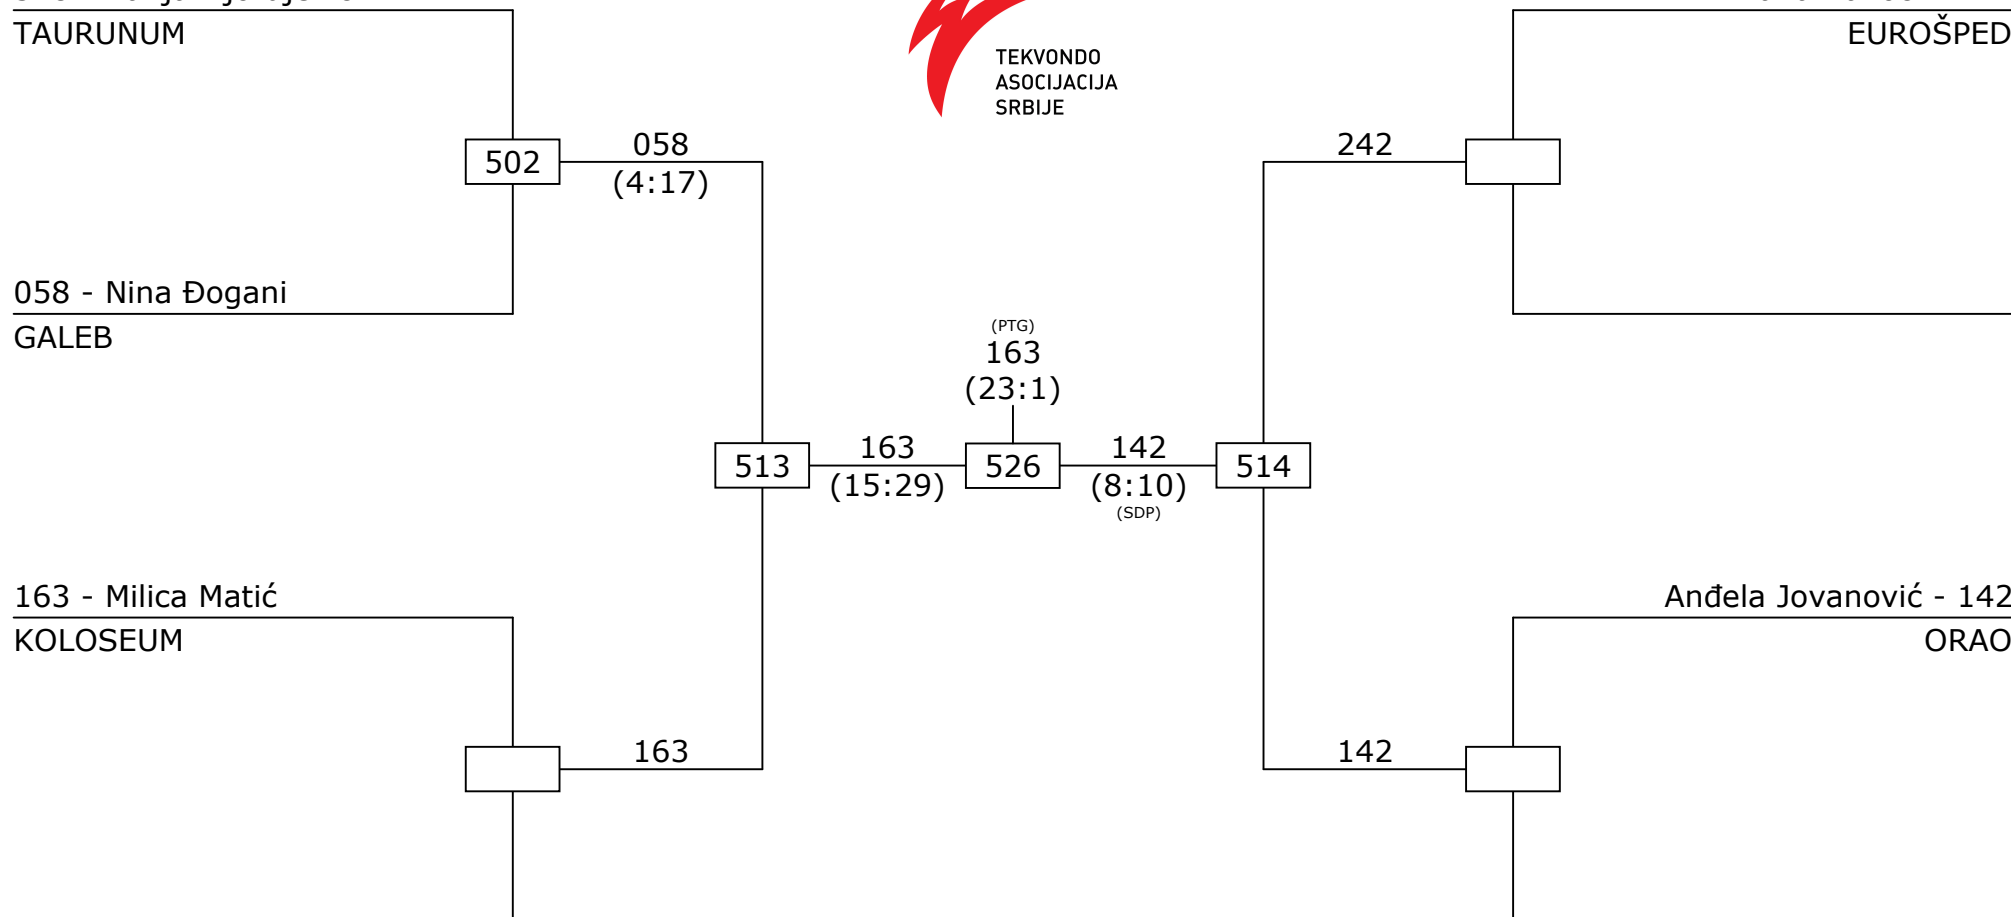 TAURUNUM
EUROŠPED
TEKVONDO
ASOCIJACIJA
SRBIJE
502
058
(4:17)
242
058 - Nina Đogani
GALEB
(PTG)
163
(23:1)
513
163
(15:29)
526
142
(8:10)
(SDP)
514
163 - Milica Matić
KOLOSEUM
Anđela Jovanović - 142
ORAO
163
142